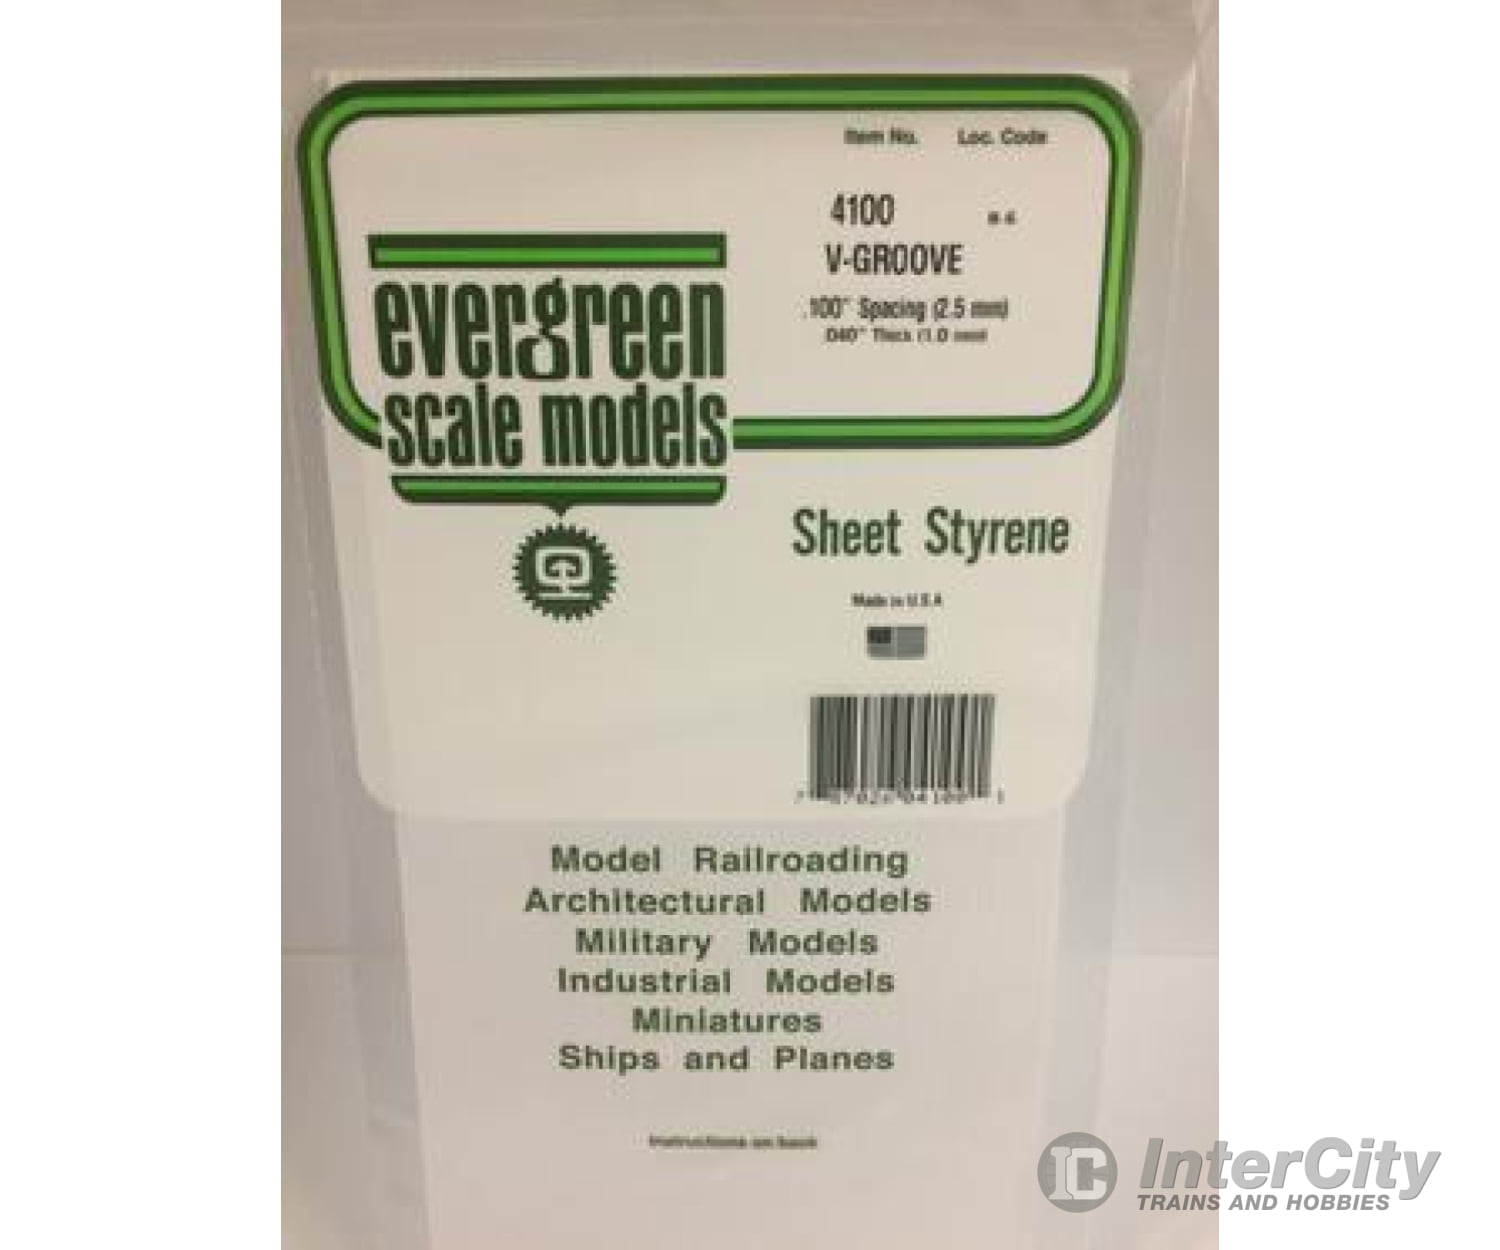 Item No. Loc. Code
4100
V-GROOVE
.100" Spacing (2.5 mm)
.040" Thick (1.0 mm)
evergreen
scale models
Sheet Styrene
Made in U.S.A
Model Railroading
Architectural Models
Military Models
Industrial Models
Miniatures
Ships and Planes
Instructions on back
IC InterCity
TRAINS AND HOBBIES